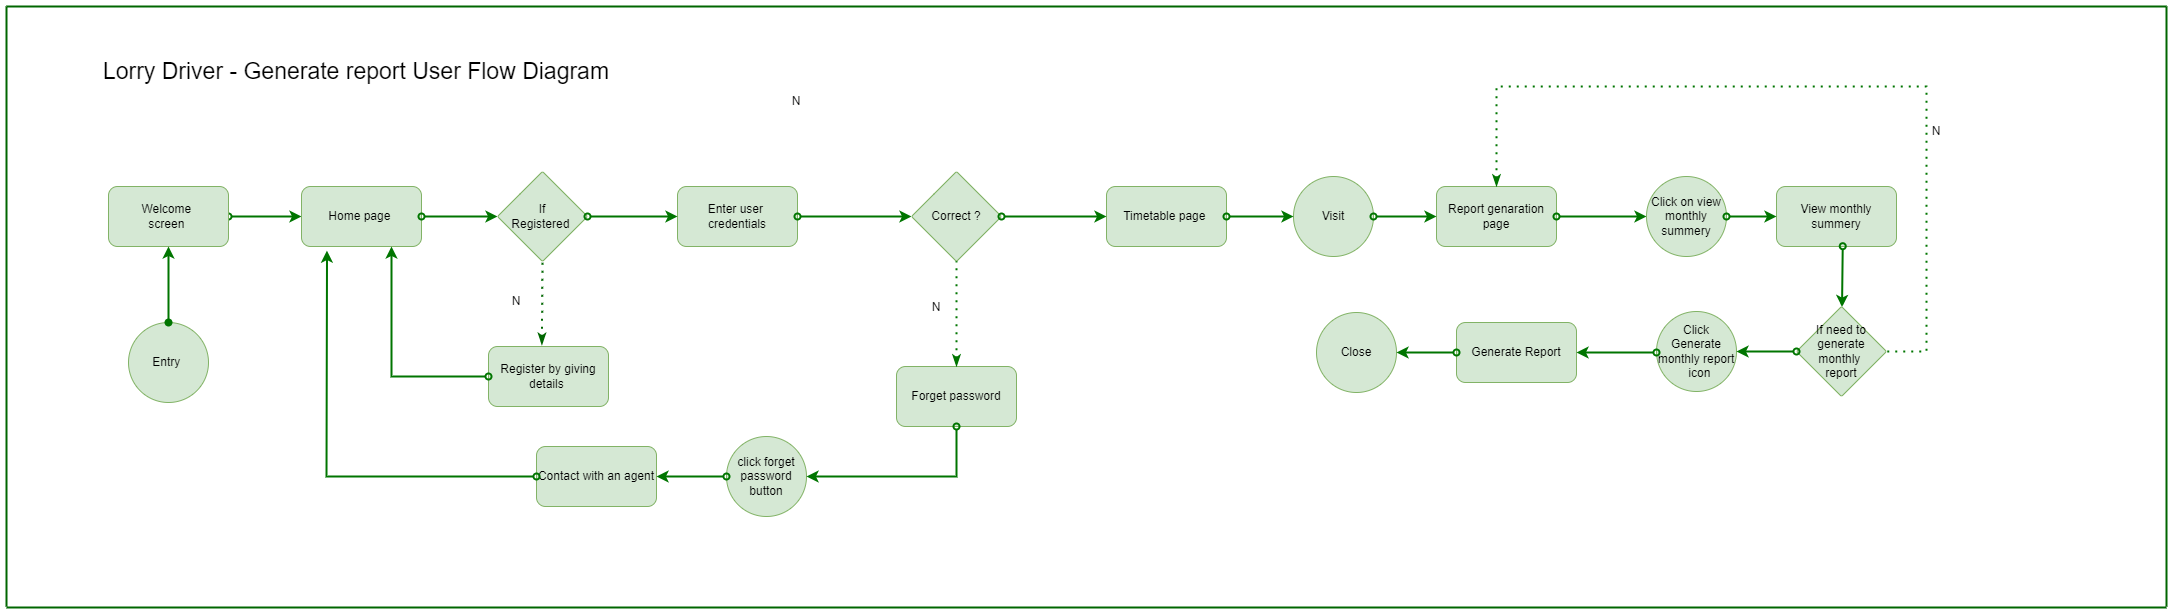 Lorry Driver - Generate report User Flow Diagram
N
N
Welcome
screen
Home page
If
Registered
Enter user
credentials
Correct ?
Timetable page
Visit
Report genaration
page
Click on view
monthly
summery
View monthly
summery
N
N
Entry
Register by giving
details
Forget password
Close
Generate Report
Click
Generate
monthly report
icon
If need to
generate
monthly
report
Contact with an agent
click forget
password
button